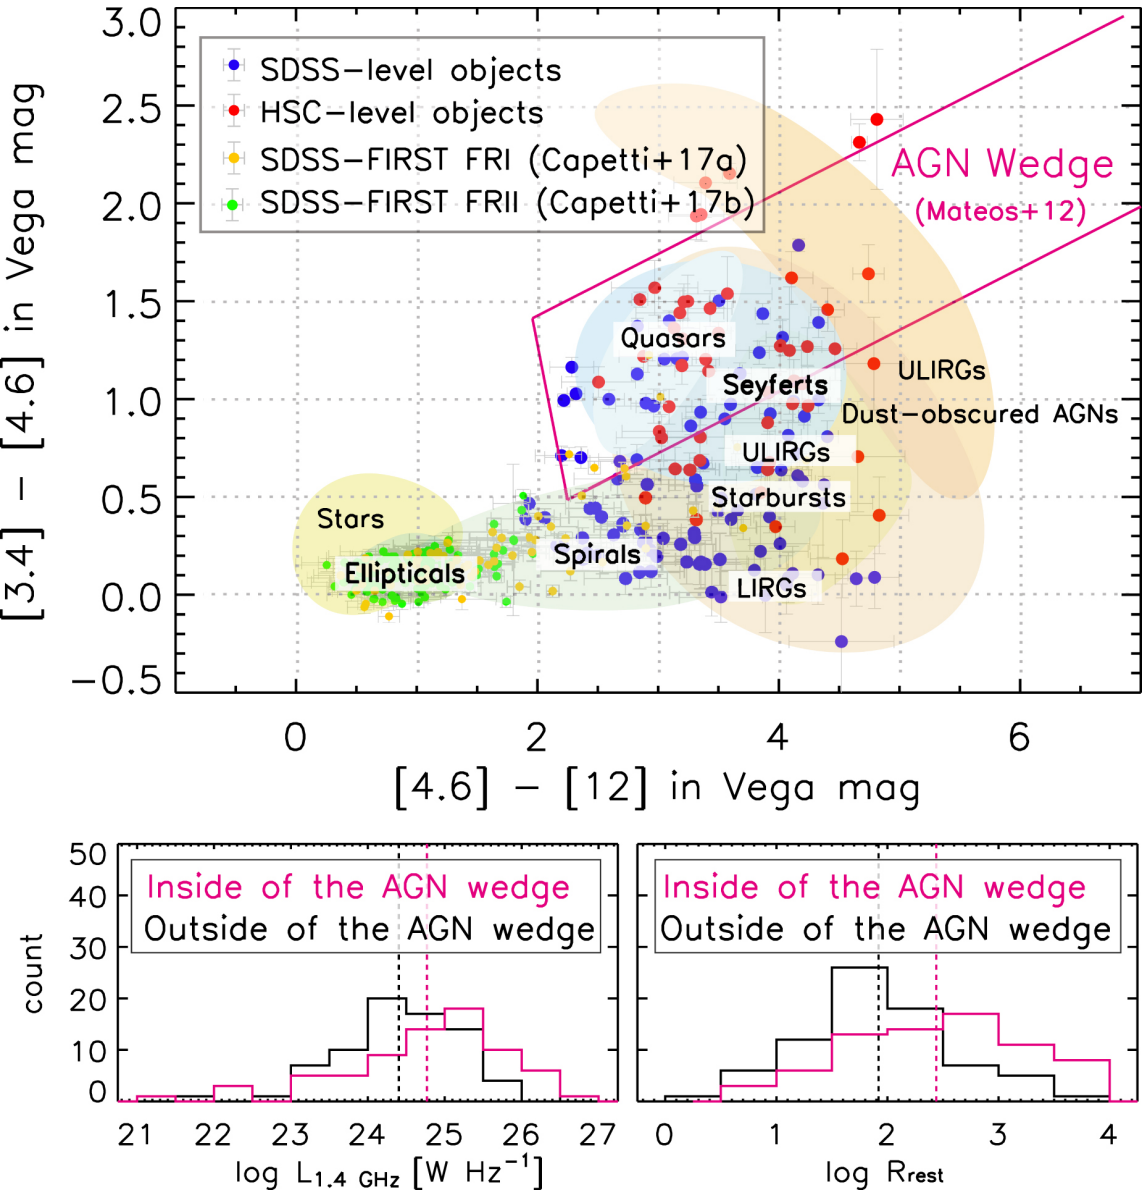 3.0
2.5
2.0
1.5
1.0
0.5
0.0
−0.5
[3.4] − [4.6] in Vega mag
SDSS−level objects
HSC−level objects
SDSS−FIRST FRI (Capetti+17a)
SDSS−FIRST FRII (Capetti+17b)
AGN Wedge
(Mateos+12)
Quasars
ULIRGs
Seyferts
Dust−obscured AGNs
ULIRGs
Starbursts
Stars
Spirals
Ellipticals
LIRGs
0 2 4 6
[4.6] − [12] in Vega mag
50
40
30
20
10
0
count
Inside of the AGN wedge
Outside of the AGN wedge
21 22 23 24 25 26 27
log L1.4 GHz [W Hz−1]
Inside of the AGN wedge
Outside of the AGN wedge
0 1 2 3 4
log Rrest